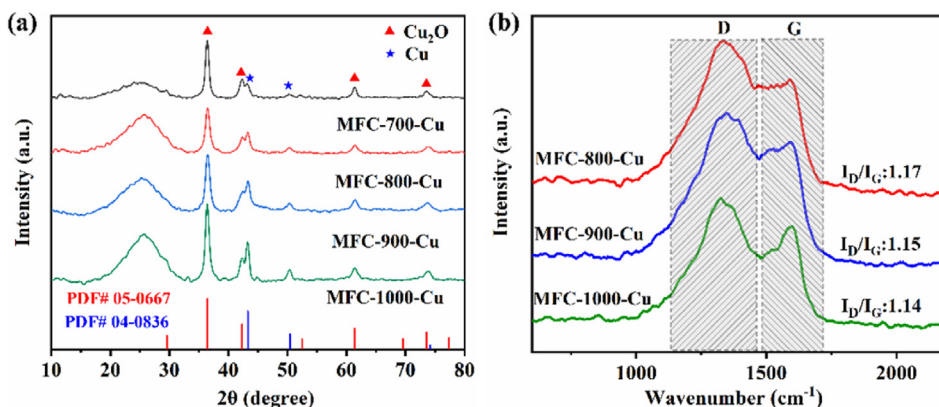 (a)
Cu₂O
Cu
MFC-700-Cu
MFC-800-Cu
MFC-900-Cu
MFC-1000-Cu
PDF# 05-0667
PDF# 04-0836
Intensity (a.u.)
10 20 30 40 50 60 70 80
2θ (degree)
(b)
D G
MFC-800-Cu I_D/I_G:1.17
MFC-900-Cu I_D/I_G:1.15
MFC-1000-Cu I_D/I_G:1.14
Intensity (a.u.)
1000 1500 2000
Wavenumber (cm⁻¹)